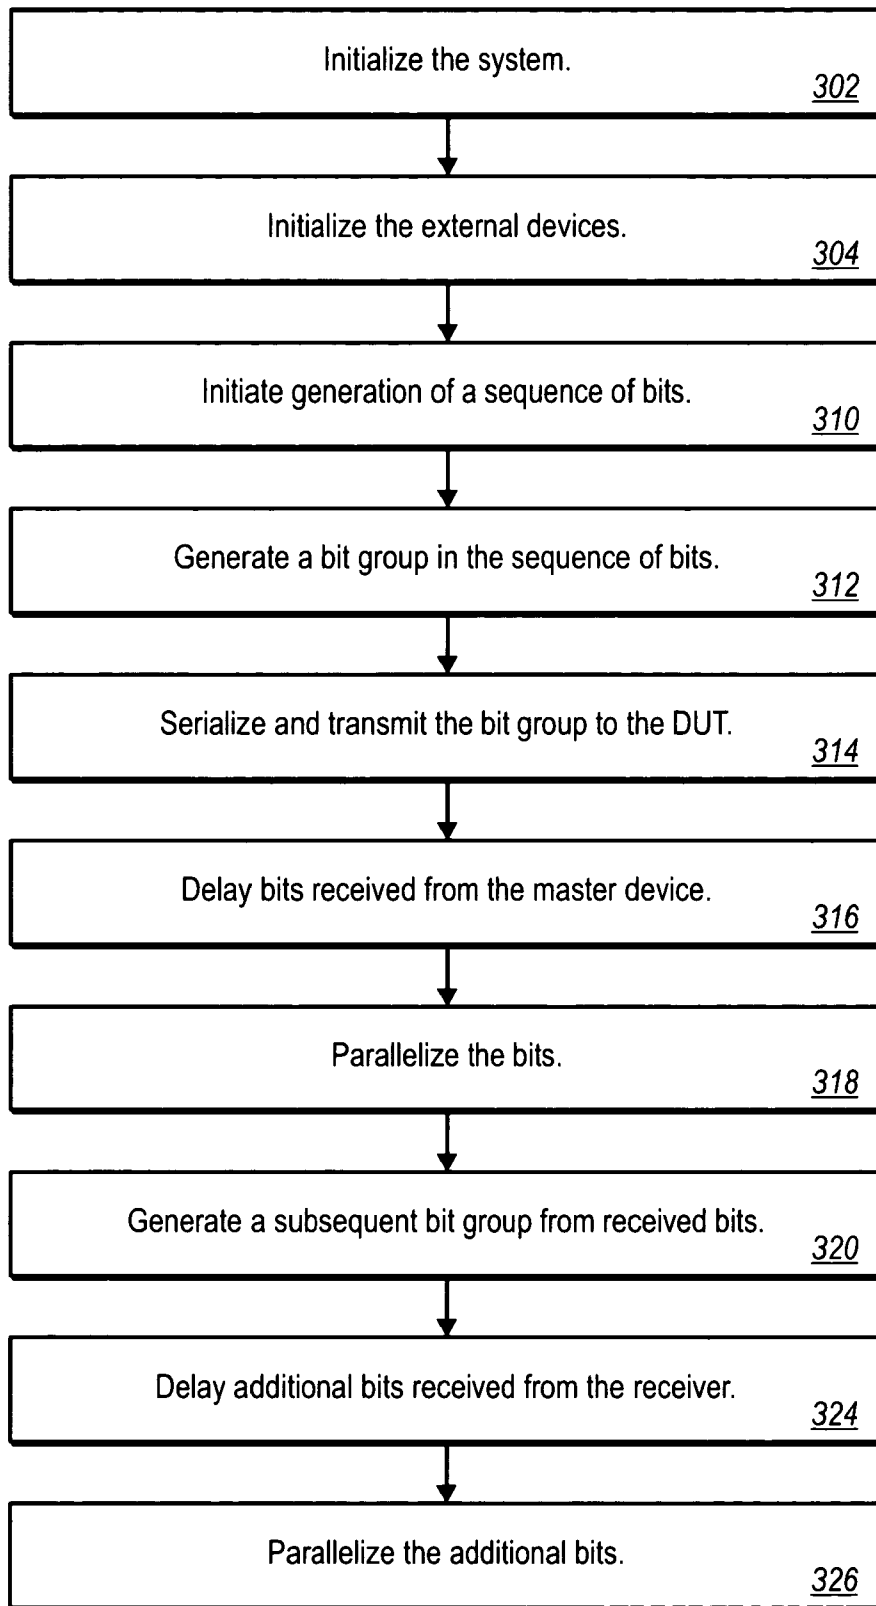 Initialize the system.
302
Initialize the external devices.
304
Initiate generation of a sequence of bits.
310
Generate a bit group in the sequence of bits.
312
Serialize and transmit the bit group to the DUT.
314
Delay bits received from the master device.
316
Parallelize the bits.
318
Generate a subsequent bit group from received bits.
320
Delay additional bits received from the receiver.
324
Parallelize the additional bits.
326